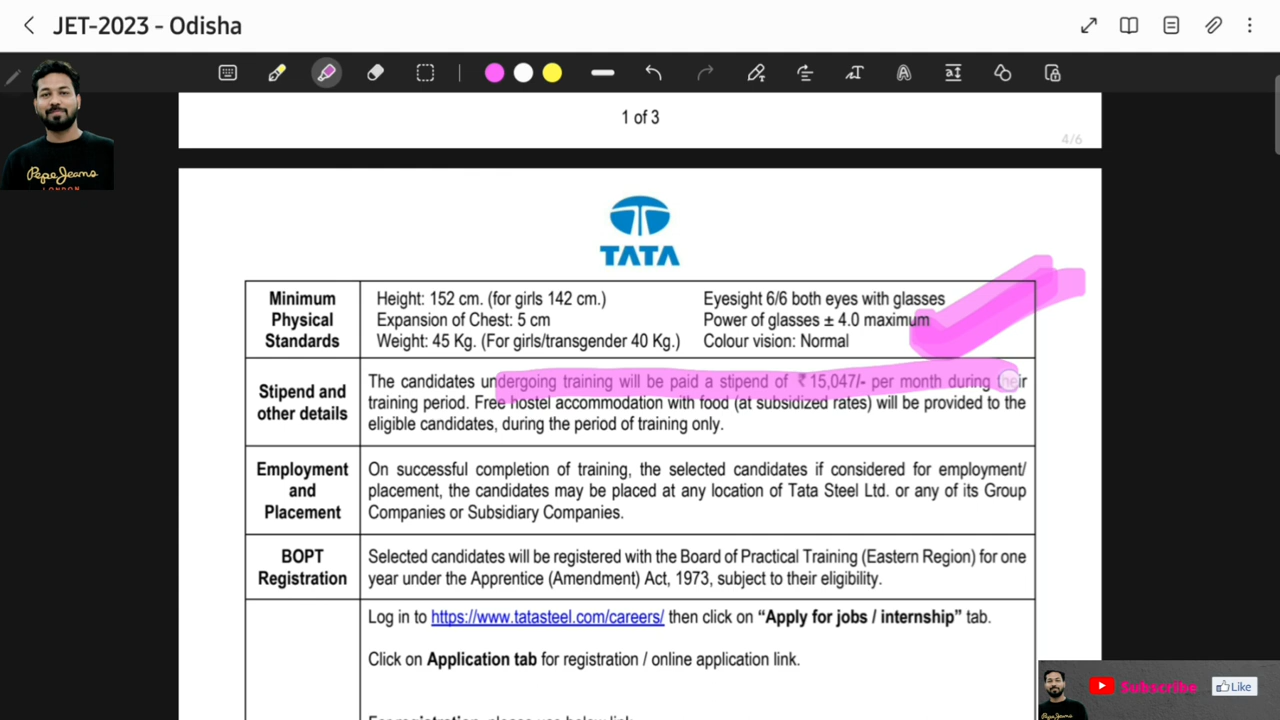 JET-2023 - Odisha
Pepe Jeans
LONDON
1 of 3
4/6
TATA
Minimum
Physical
Standards
Height: 152 cm. (for girls 142 cm.)
Expansion of Chest: 5 cm
Weight: 45 Kg. (For girls/transgender 40 Kg.)
Eyesight 6/6 both eyes with glasses
Power of glasses ± 4.0 maximum
Colour vision: Normal
Stipend and
other details
The candidates undergoing training will be paid a stipend of ₹ 15,047/- per month during their
training period. Free hostel accommodation with food (at subsidized rates) will be provided to the
eligible candidates, during the period of training only.
Employment
and
Placement
On successful completion of training, the selected candidates if considered for employment/
placement, the candidates may be placed at any location of Tata Steel Ltd. or any of its Group
Companies or Subsidiary Companies.
BOPT
Registration
Selected candidates will be registered with the Board of Practical Training (Eastern Region) for one
year under the Apprentice (Amendment) Act, 1973, subject to their eligibility.
Log in to https://www.tatasteel.com/careers/ then click on “Apply for jobs / internship” tab.
Click on Application tab for registration / online application link.
For registration, please use below link
Subscribe
Like